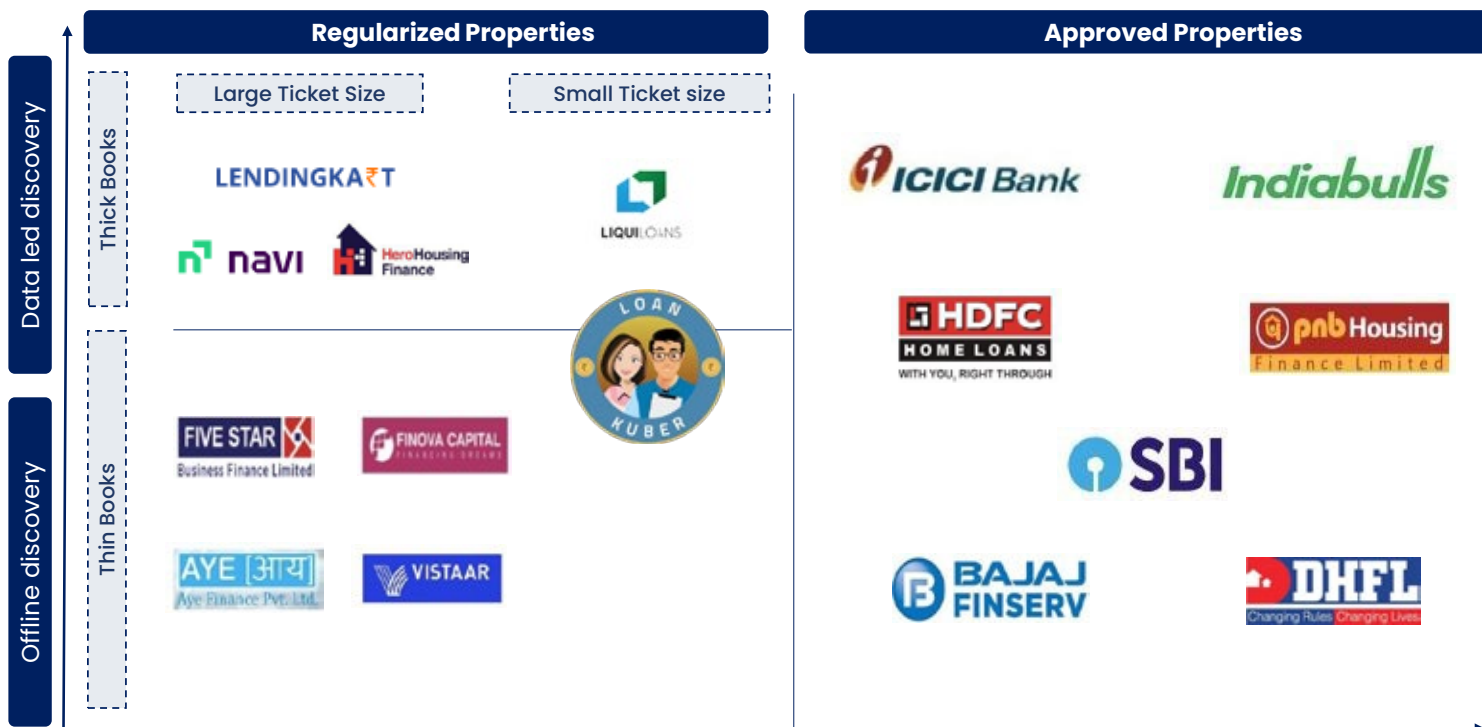 Regularized Properties
Approved Properties
Data led discovery
Offline discovery
Thick Books
Thin Books
Large Ticket Size
Small Ticket size
LENDINGKA₹T
navi
HeroHousing
Finance
LIQUILOANS
LOAN
KUBER
FIVE STAR
Business Finance Limited
FINOVA CAPITAL
FINANCING DREAMS
AYE [आय]
Aye Finance Pvt. Ltd.
VISTAAR
ICICI Bank
Indiabulls
HDFC
HOME LOANS
WITH YOU, RIGHT THROUGH
pnb Housing
Finance Limited
SBI
BAJAJ
FINSERV
DHFL
Changing Rules Changing Lives